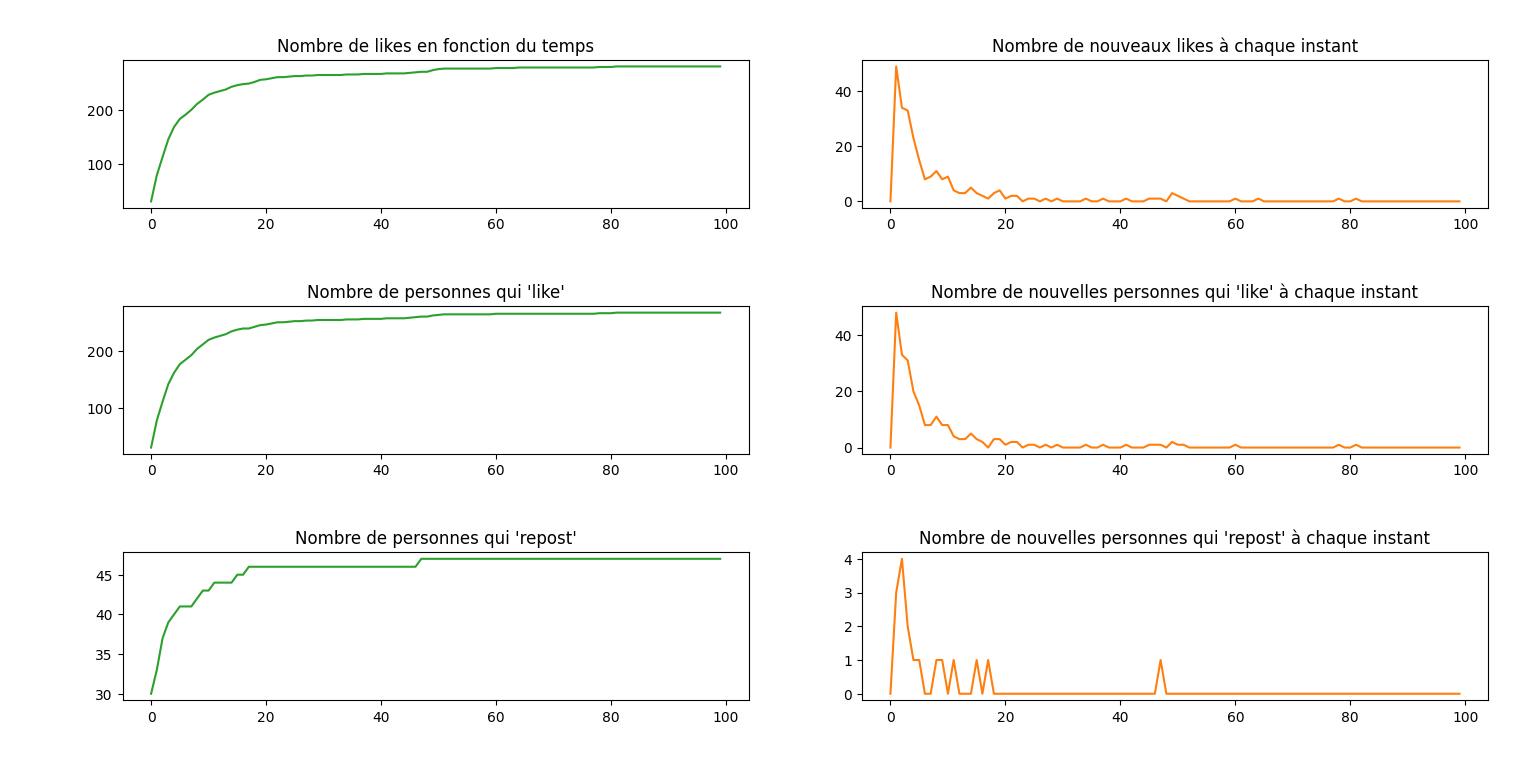 Nombre de likes en fonction du temps
200
100
0 20 40 60 80 100
Nombre de nouveaux likes à chaque instant
40
20
0
0 20 40 60 80 100
Nombre de personnes qui 'like'
200
100
0 20 40 60 80 100
Nombre de nouvelles personnes qui 'like' à chaque instant
40
20
0
0 20 40 60 80 100
Nombre de personnes qui 'repost'
45
40
35
30
0 20 40 60 80 100
Nombre de nouvelles personnes qui 'repost' à chaque instant
4
3
2
1
0
0 20 40 60 80 100